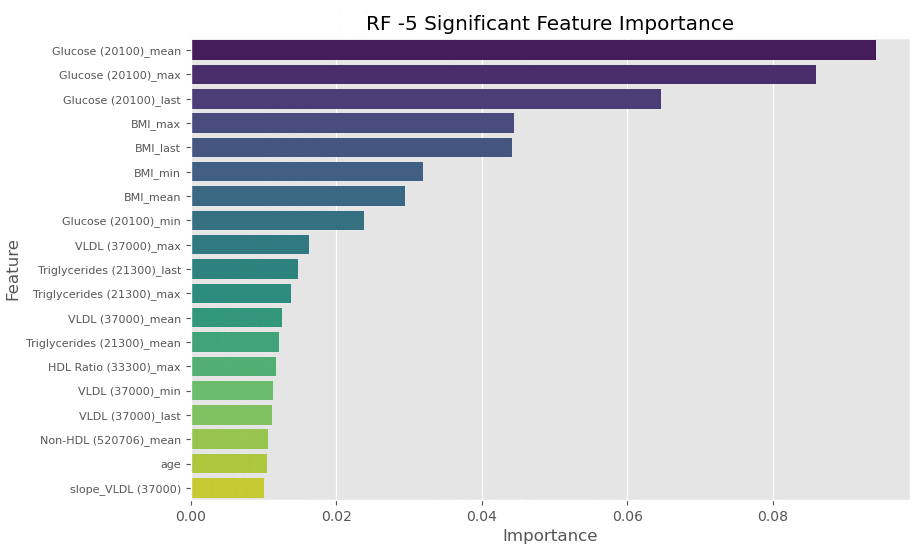 RF -5 Significant Feature Importance
Glucose (20100)_mean
Glucose (20100)_max
Glucose (20100)_last
BMI_max
BMI_last
BMI_min
BMI_mean
Glucose (20100)_min
VLDL (37000)_max
Triglycerides (21300)_last
Triglycerides (21300)_max
VLDL (37000)_mean
Triglycerides (21300)_mean
HDL Ratio (33300)_max
VLDL (37000)_min
VLDL (37000)_last
Non-HDL (520706)_mean
age
slope_VLDL (37000)
Feature
0.00 0.02 0.04 0.06 0.08
Importance